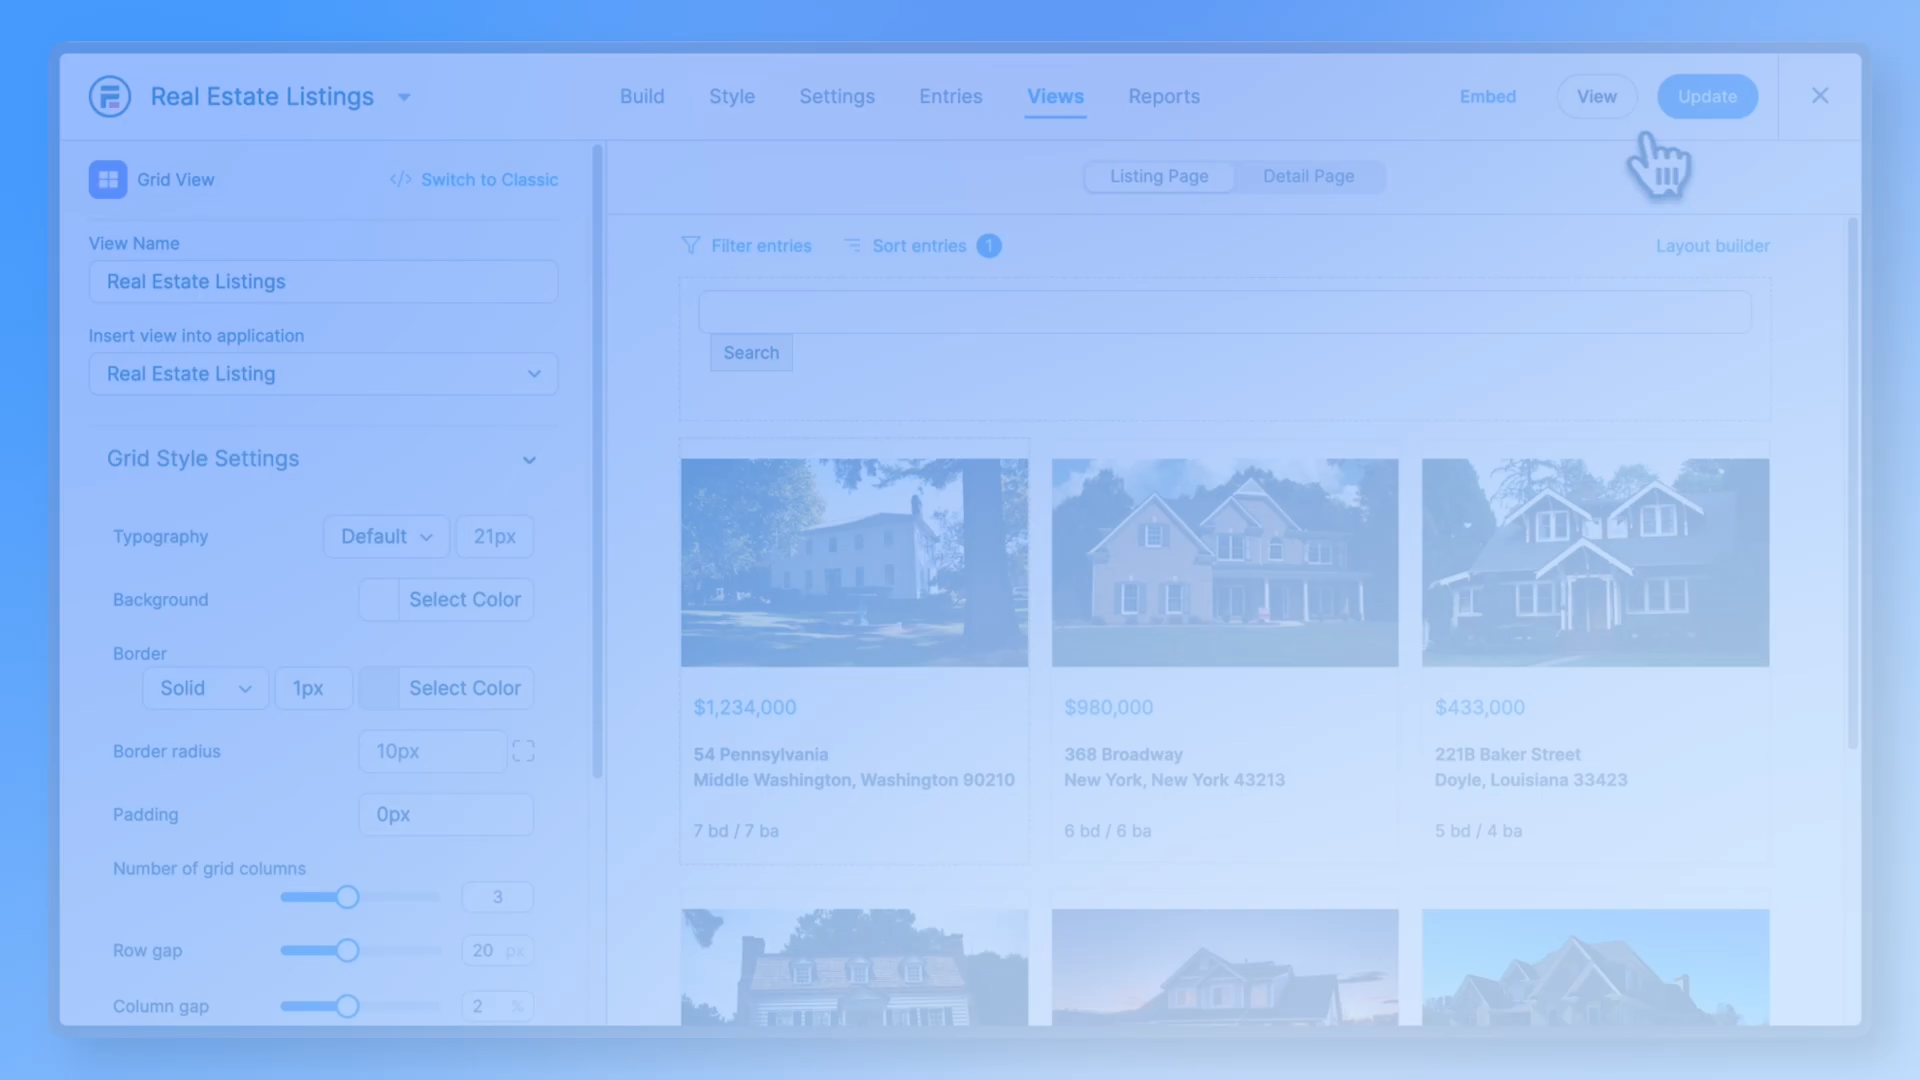 Real Estate Listings
Build Style Settings Entries Views Reports
Embed View Update
Grid View
</> Switch to Classic
View Name
Real Estate Listings
Insert view into application
Real Estate Listing
Grid Style Settings
Typography Default 21px
Background Select Color
Border
Solid 1px Select Color
Border radius 10px
Padding 0px
Number of grid columns
3
Row gap 20 px
Column gap 2 %
Listing Page Detail Page
Filter entries Sort entries 1 Layout builder
Search
$1,234,000
54 Pennsylvania
Middle Washington, Washington 90210
7 bd / 7 ba
$980,000
368 Broadway
New York, New York 43213
6 bd / 6 ba
$433,000
221B Baker Street
Doyle, Louisiana 33423
5 bd / 4 ba